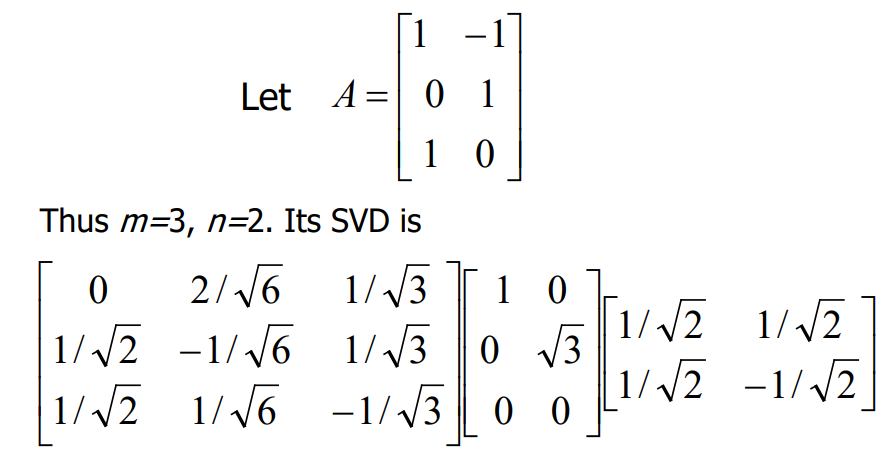 Let A = [1 −1
0 1
1 0]
Thus m=3, n=2. Its SVD is
[0 2/√6 1/√3
1/√2 −1/√6 1/√3
1/√2 1/√6 −1/√3]
[1 0
0 √3
0 0]
[1/√2 1/√2
1/√2 −1/√2]